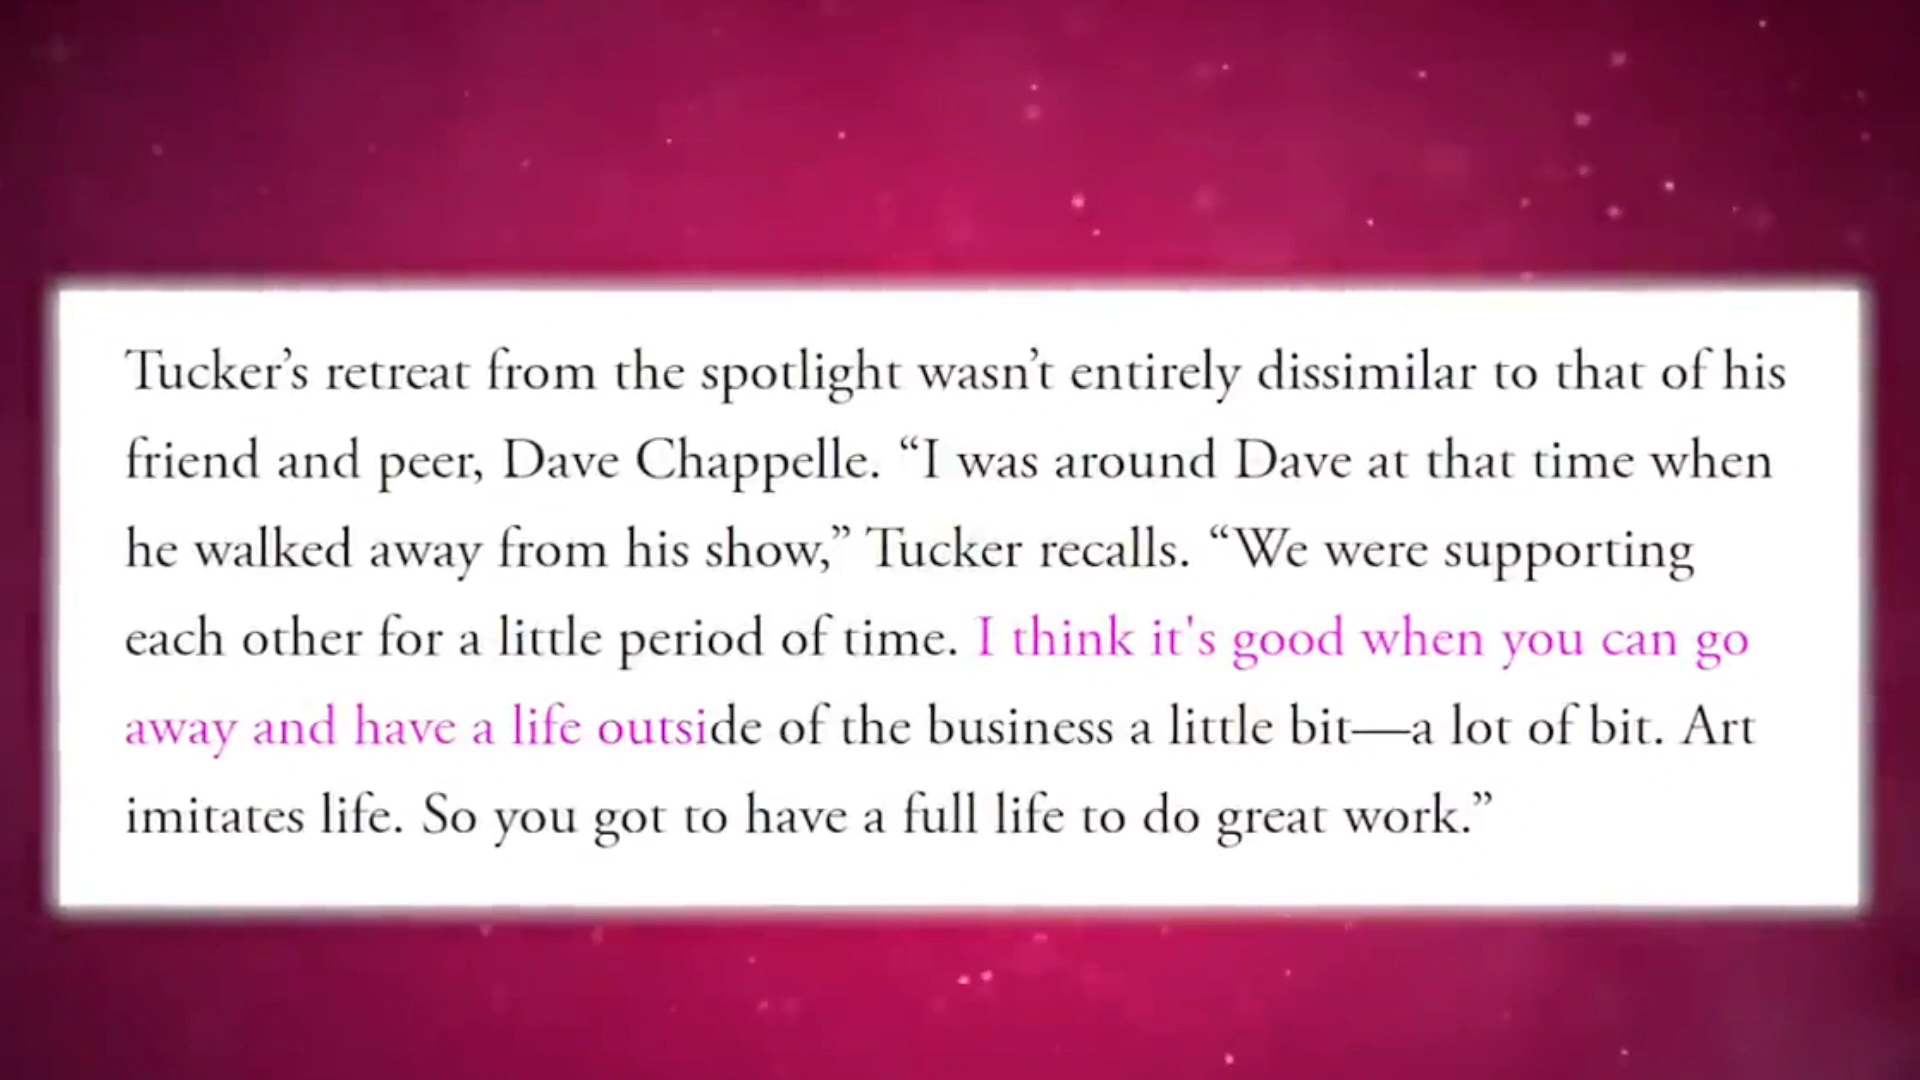 Tucker’s retreat from the spotlight wasn’t entirely dissimilar to that of his
friend and peer, Dave Chappelle. “I was around Dave at that time when
he walked away from his show,” Tucker recalls. “We were supporting
each other for a little period of time. I think it's good when you can go
away and have a life outside of the business a little bit—a lot of bit. Art
imitates life. So you got to have a full life to do great work.”